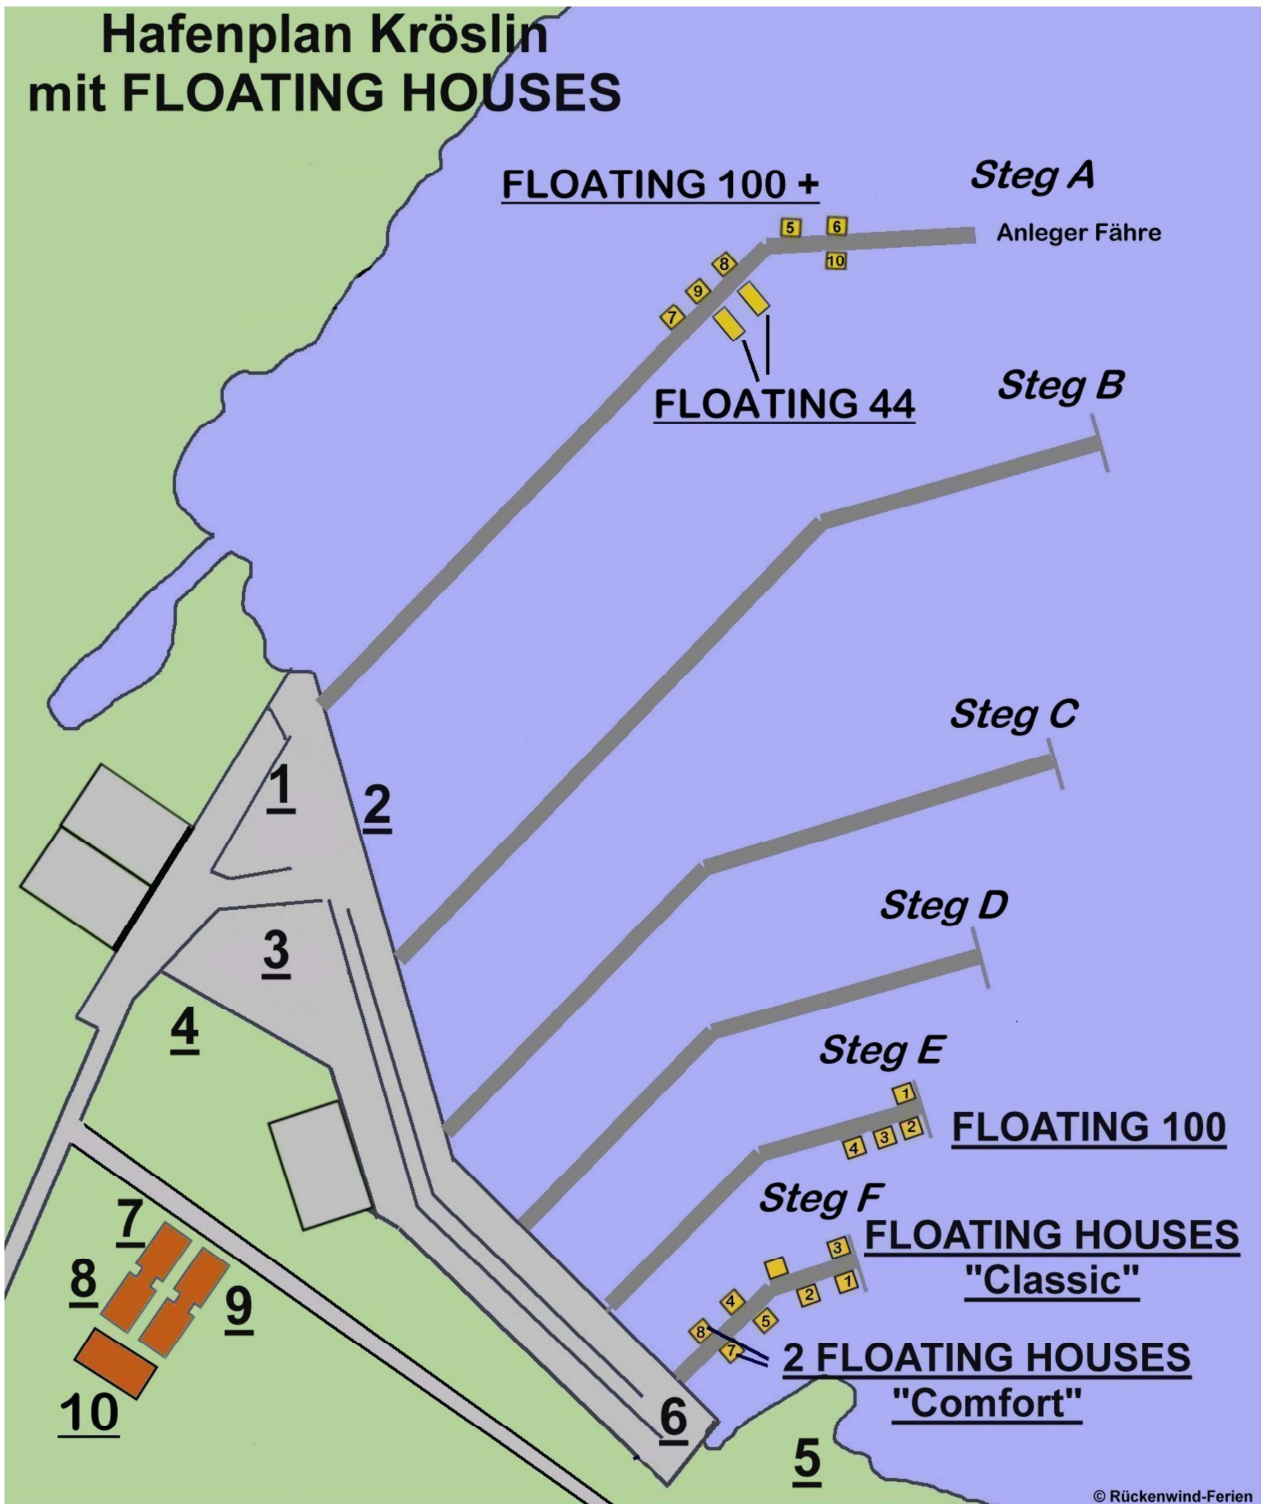 Hafenplan Kröslin
mit FLOATING HOUSES
FLOATING 100 +
Steg A
Anleger Fähre
5
6
10
8
9
7
FLOATING 44
Steg B
Steg C
1
2
Steg D
3
4
Steg E
1
2
3
4
FLOATING 100
Steg F
FLOATING HOUSES
"Classic"
3
1
2
4
5
8
7
2 FLOATING HOUSES
"Comfort"
7
8
9
10
6
5
© Rückenwind-Ferien